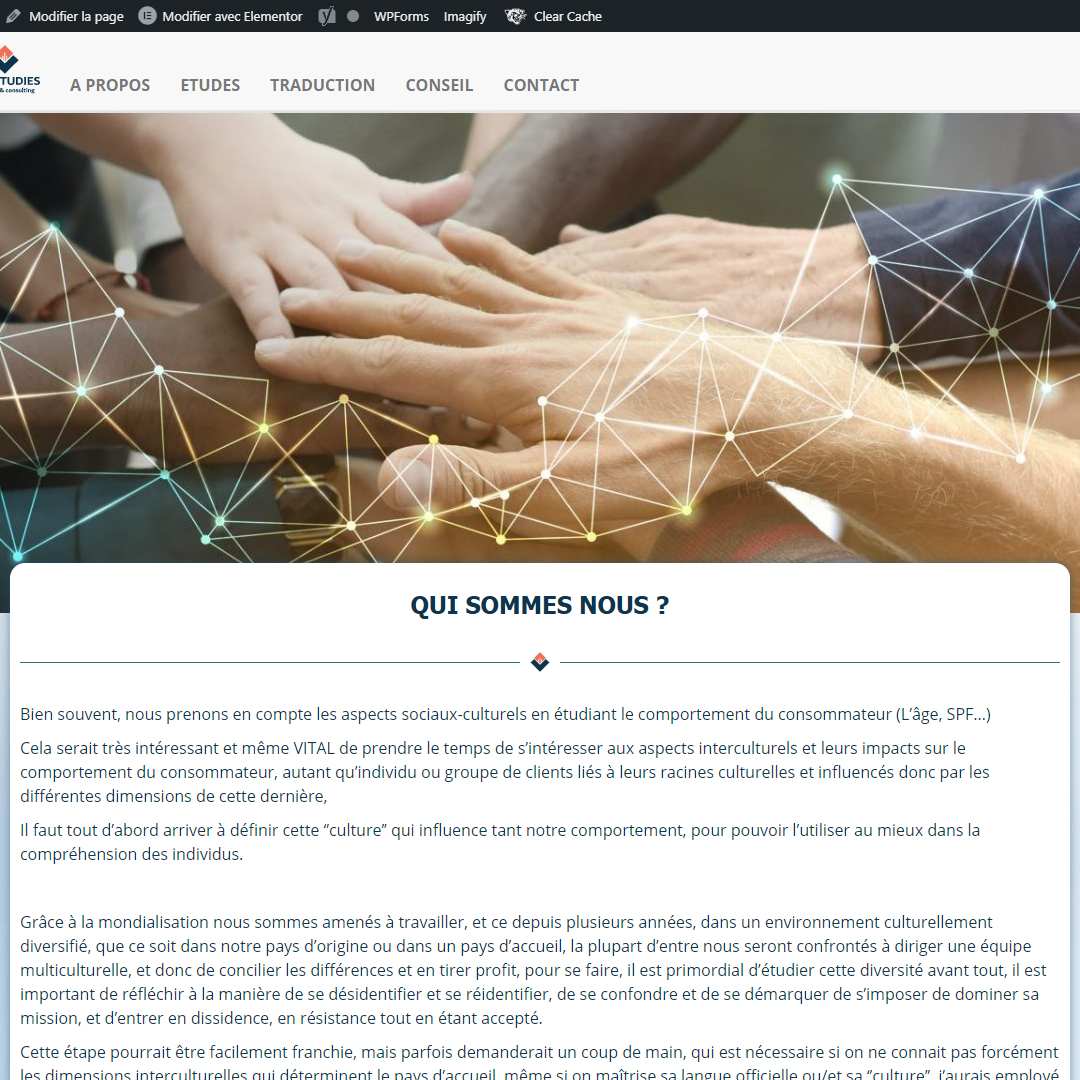 Modifier la page Modifier avec Elementor WPForms Imagify Clear Cache
TUDIES
& consulting
A PROPOS ETUDES TRADUCTION CONSEIL CONTACT
QUI SOMMES NOUS ?
Bien souvent, nous prenons en compte les aspects sociaux-culturels en étudiant le comportement du consommateur (L’âge, SPF…)
Cela serait très intéressant et même VITAL de prendre le temps de s’intéresser aux aspects interculturels et leurs impacts sur le
comportement du consommateur, autant qu’individu ou groupe de clients liés à leurs racines culturelles et influencés donc par les
différentes dimensions de cette dernière,
Il faut tout d’abord arriver à définir cette ‘’culture’’ qui influence tant notre comportement, pour pouvoir l’utiliser au mieux dans la
compréhension des individus.
Grâce à la mondialisation nous sommes amenés à travailler, et ce depuis plusieurs années, dans un environnement culturellement
diversifié, que ce soit dans notre pays d’origine ou dans un pays d’accueil, la plupart d’entre nous seront confrontés à diriger une équipe
multiculturelle, et donc de concilier les différences et en tirer profit, pour se faire, il est primordial d’étudier cette diversité avant tout, il est
important de réfléchir à la manière de se désidentifier et se réidentifier, de se confondre et de se démarquer de s’imposer de dominer sa
mission, et d’entrer en dissidence, en résistance tout en étant accepté.
Cette étape pourrait être facilement franchie, mais parfois demanderait un coup de main, qui est nécessaire si on ne connait pas forcément
les dimensions interculturelles qui déterminent le pays d’accueil, même si on maîtrise sa langue officielle ou/et sa ‘’culture’’, j’aurais employé